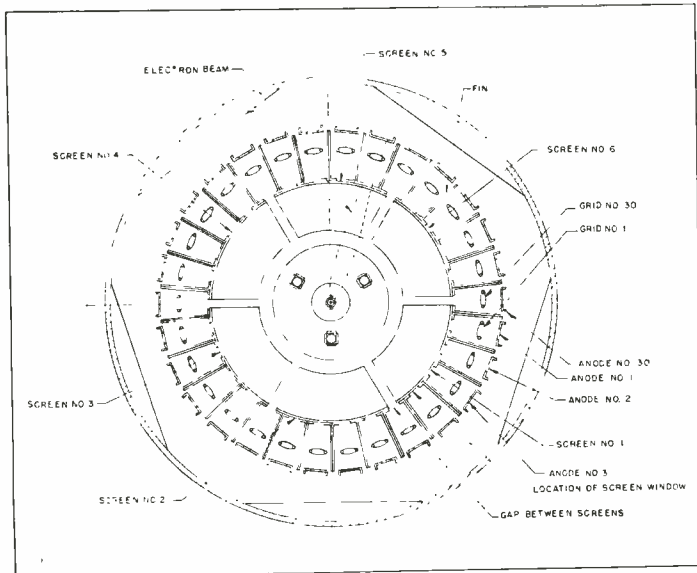 SCREEN NO 5
ELECTRON BEAM
FIN
SCREEN NO 4
SCREEN NO 6
GRID NO 30
GRID NO 1
ANODE NO 30
ANODE NO 1
ANODE NO. 2
SCREEN NO 3
SCREEN NO 1
ANODE NO 3
LOCATION OF SCREEN WINDOW
SCREEN NO 2
GAP BETWEEN SCREENS